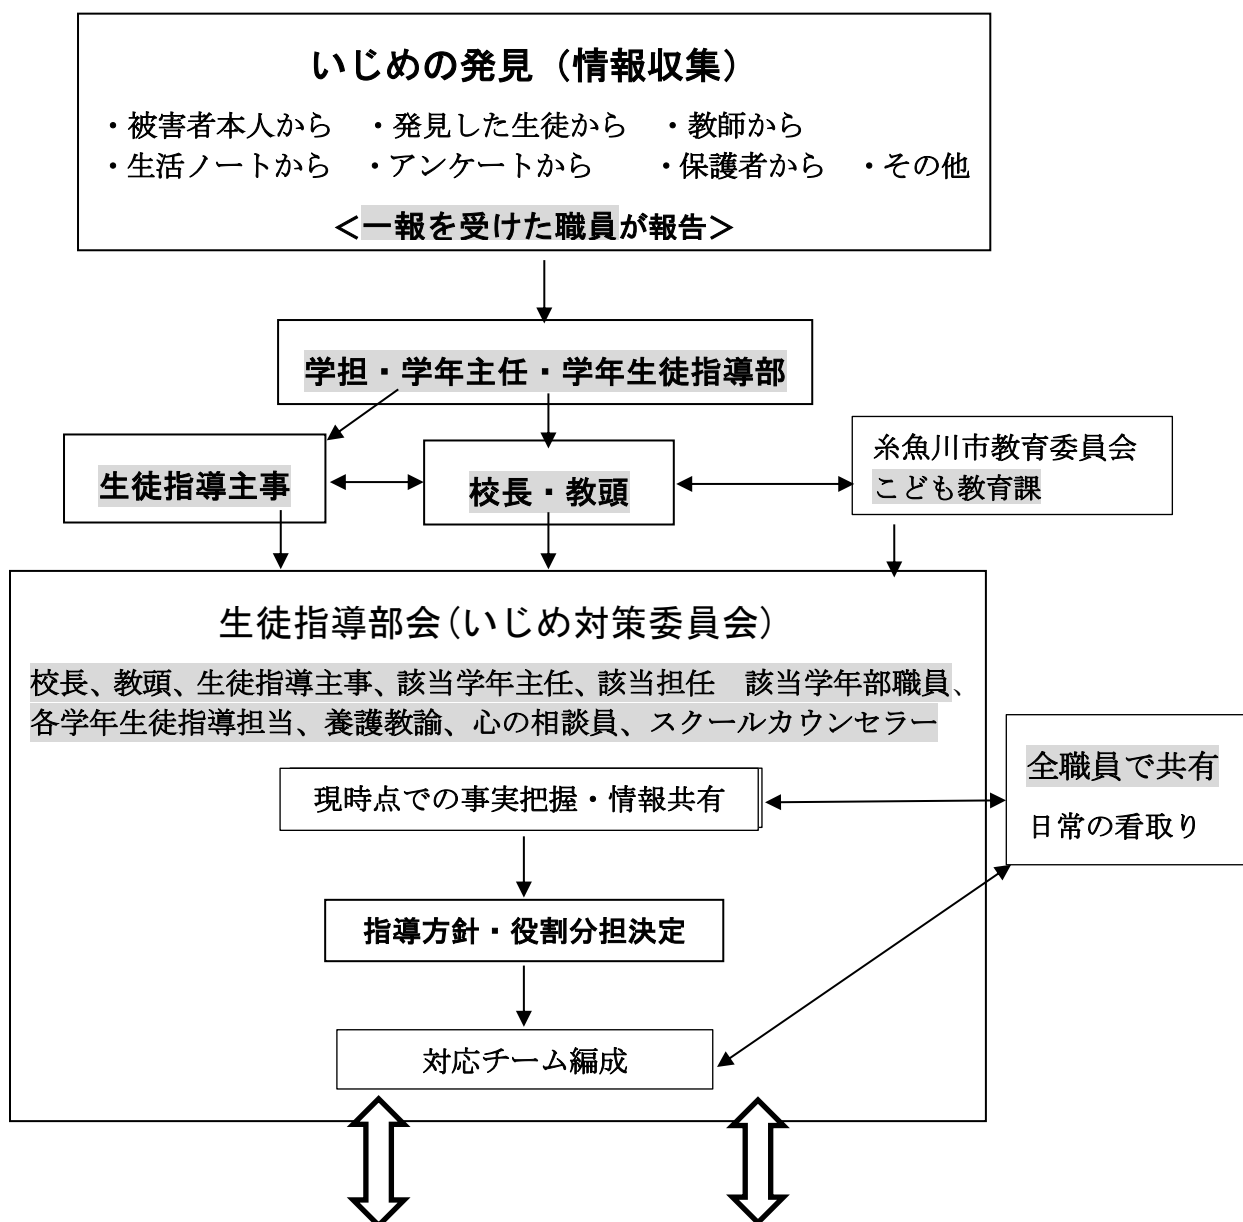 いじめの発見（情報収集）
・被害者本人から　・発見した生徒から　・教師から
・生活ノートから　・アンケートから　・保護者から　・その他
＜一報を受けた職員が報告＞
学担・学年主任・学年生徒指導部
生徒指導主事
校長・教頭
糸魚川市教育委員会
こども教育課
生徒指導部会(いじめ対策委員会)
校長、教頭、生徒指導主事、該当学年主任、該当担任　該当学年部職員、
各学年生徒指導担当、養護教諭、心の相談員、スクールカウンセラー
現時点での事実把握・情報共有
全職員で共有
日常の看取り
指導方針・役割分担決定
対応チーム編成